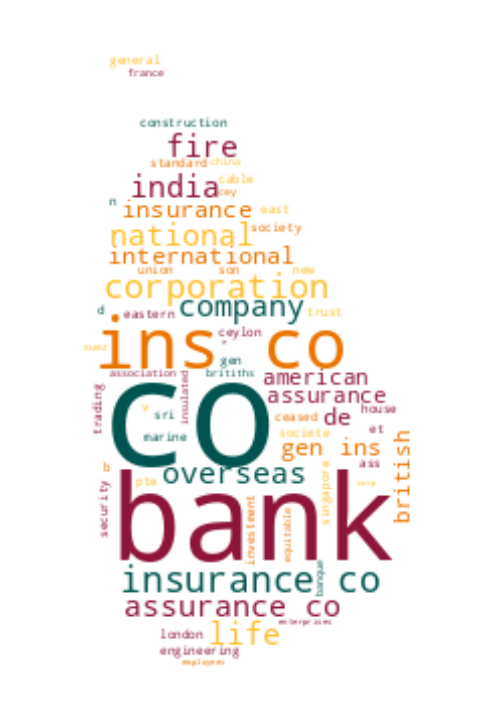 general
france
construction
fire
standard china
india cable
cey
n insurance east
national society
international
union son new
corporation
d company trust
. eastern
ins co ceylon
suez
gen
association britiths
co american
trading insulated assurance
v sri ceased de house
marine societe et
gen ins british
overseas ass
pte singapore corp
security
bank
investment equitable
insurance co banque
assurance co
enterprises
london life
engineering
employees